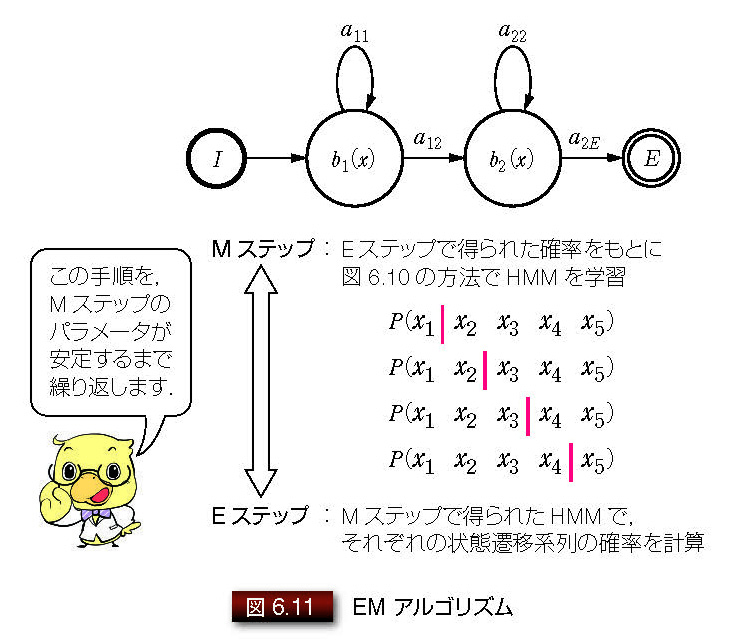 a11
a22
I
b1(x)
a12
b2(x)
a2E
E
Mステップ : Eステップで得られた確率をもとに
図6.10の方法でHMMを学習
この手順を,
Mステップの
パラメータが
安定するまで
繰り返します.
P(x1 | x2 x3 x4 x5)
P(x1 x2 | x3 x4 x5)
P(x1 x2 x3 | x4 x5)
P(x1 x2 x3 x4 | x5)
Eステップ : Mステップで得られたHMMで,
それぞれの状態遷移系列の確率を計算
図 6.11 EM アルゴリズム